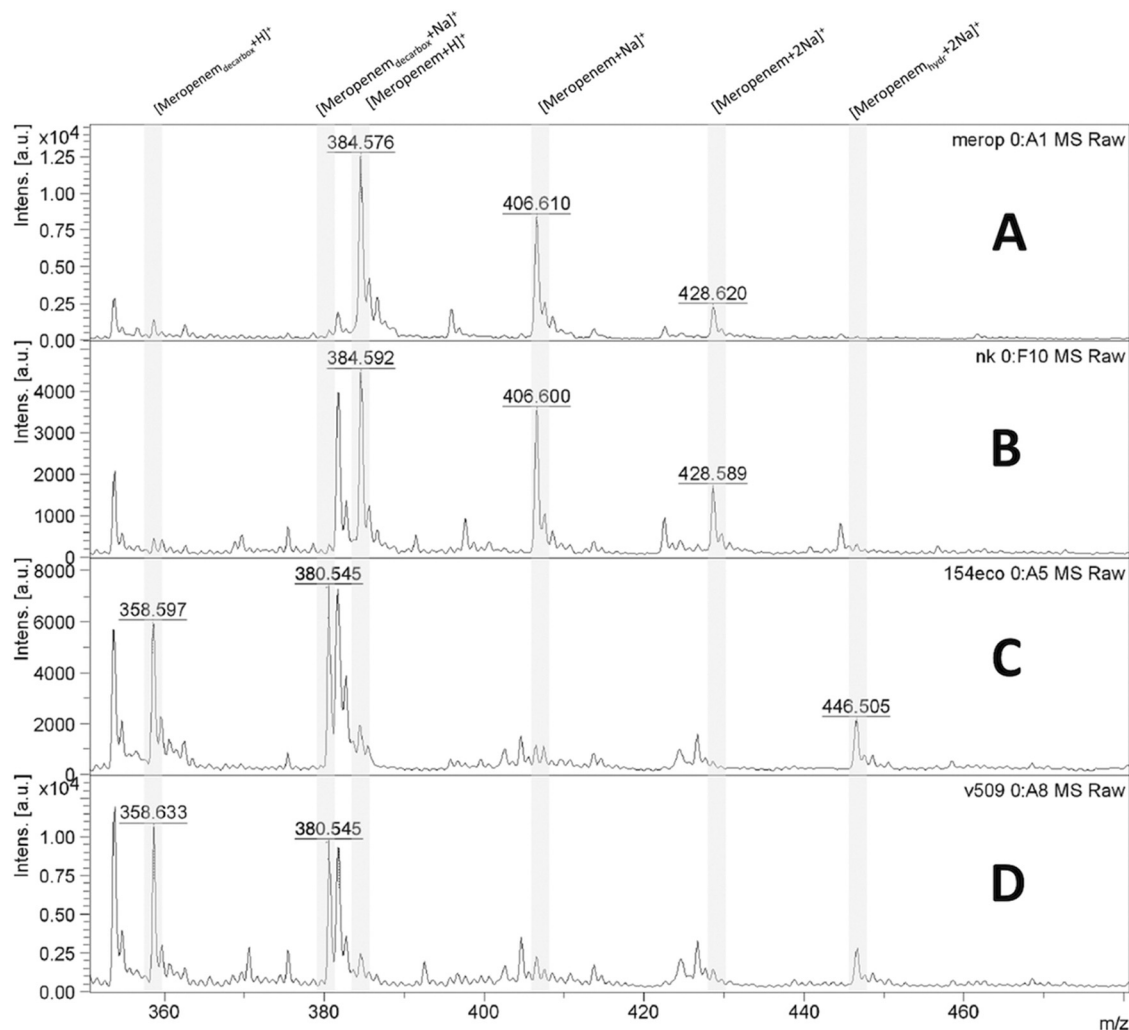 [Meropenem_decarbox+H]⁺
[Meropenem_decarbox+Na]⁺
[Meropenem+H]⁺
[Meropenem+Na]⁺
[Meropenem+2Na]⁺
[Meropenem_hydr+2Na]⁺
Intens. [a.u.]
x10⁴
1.25
1.00
0.75
0.50
0.25
0.00
384.576
406.610
428.620
merop 0:A1 MS Raw
A
Intens. [a.u.]
4000
3000
2000
1000
0
384.592
406.600
428.589
nk 0:F10 MS Raw
B
Intens. [a.u.]
8000
6000
4000
2000
0
358.597
380.545
446.505
154eco 0:A5 MS Raw
C
Intens. [a.u.]
x10⁴
1.00
0.75
0.50
0.25
0.00
358.633
380.545
v509 0:A8 MS Raw
D
360
380
400
420
440
460
m/z